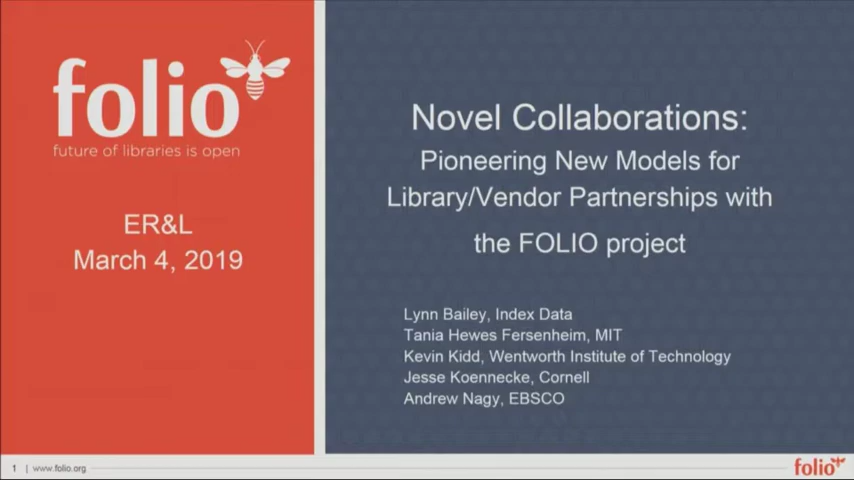 folio
future of libraries is open
ER&L
March 4, 2019
Novel Collaborations:
Pioneering New Models for
Library/Vendor Partnerships with
the FOLIO project
Lynn Bailey, Index Data
Tania Hewes Fersenheim, MIT
Kevin Kidd, Wentworth Institute of Technology
Jesse Koennecke, Cornell
Andrew Nagy, EBSCO
1 | www.folio.org
folio